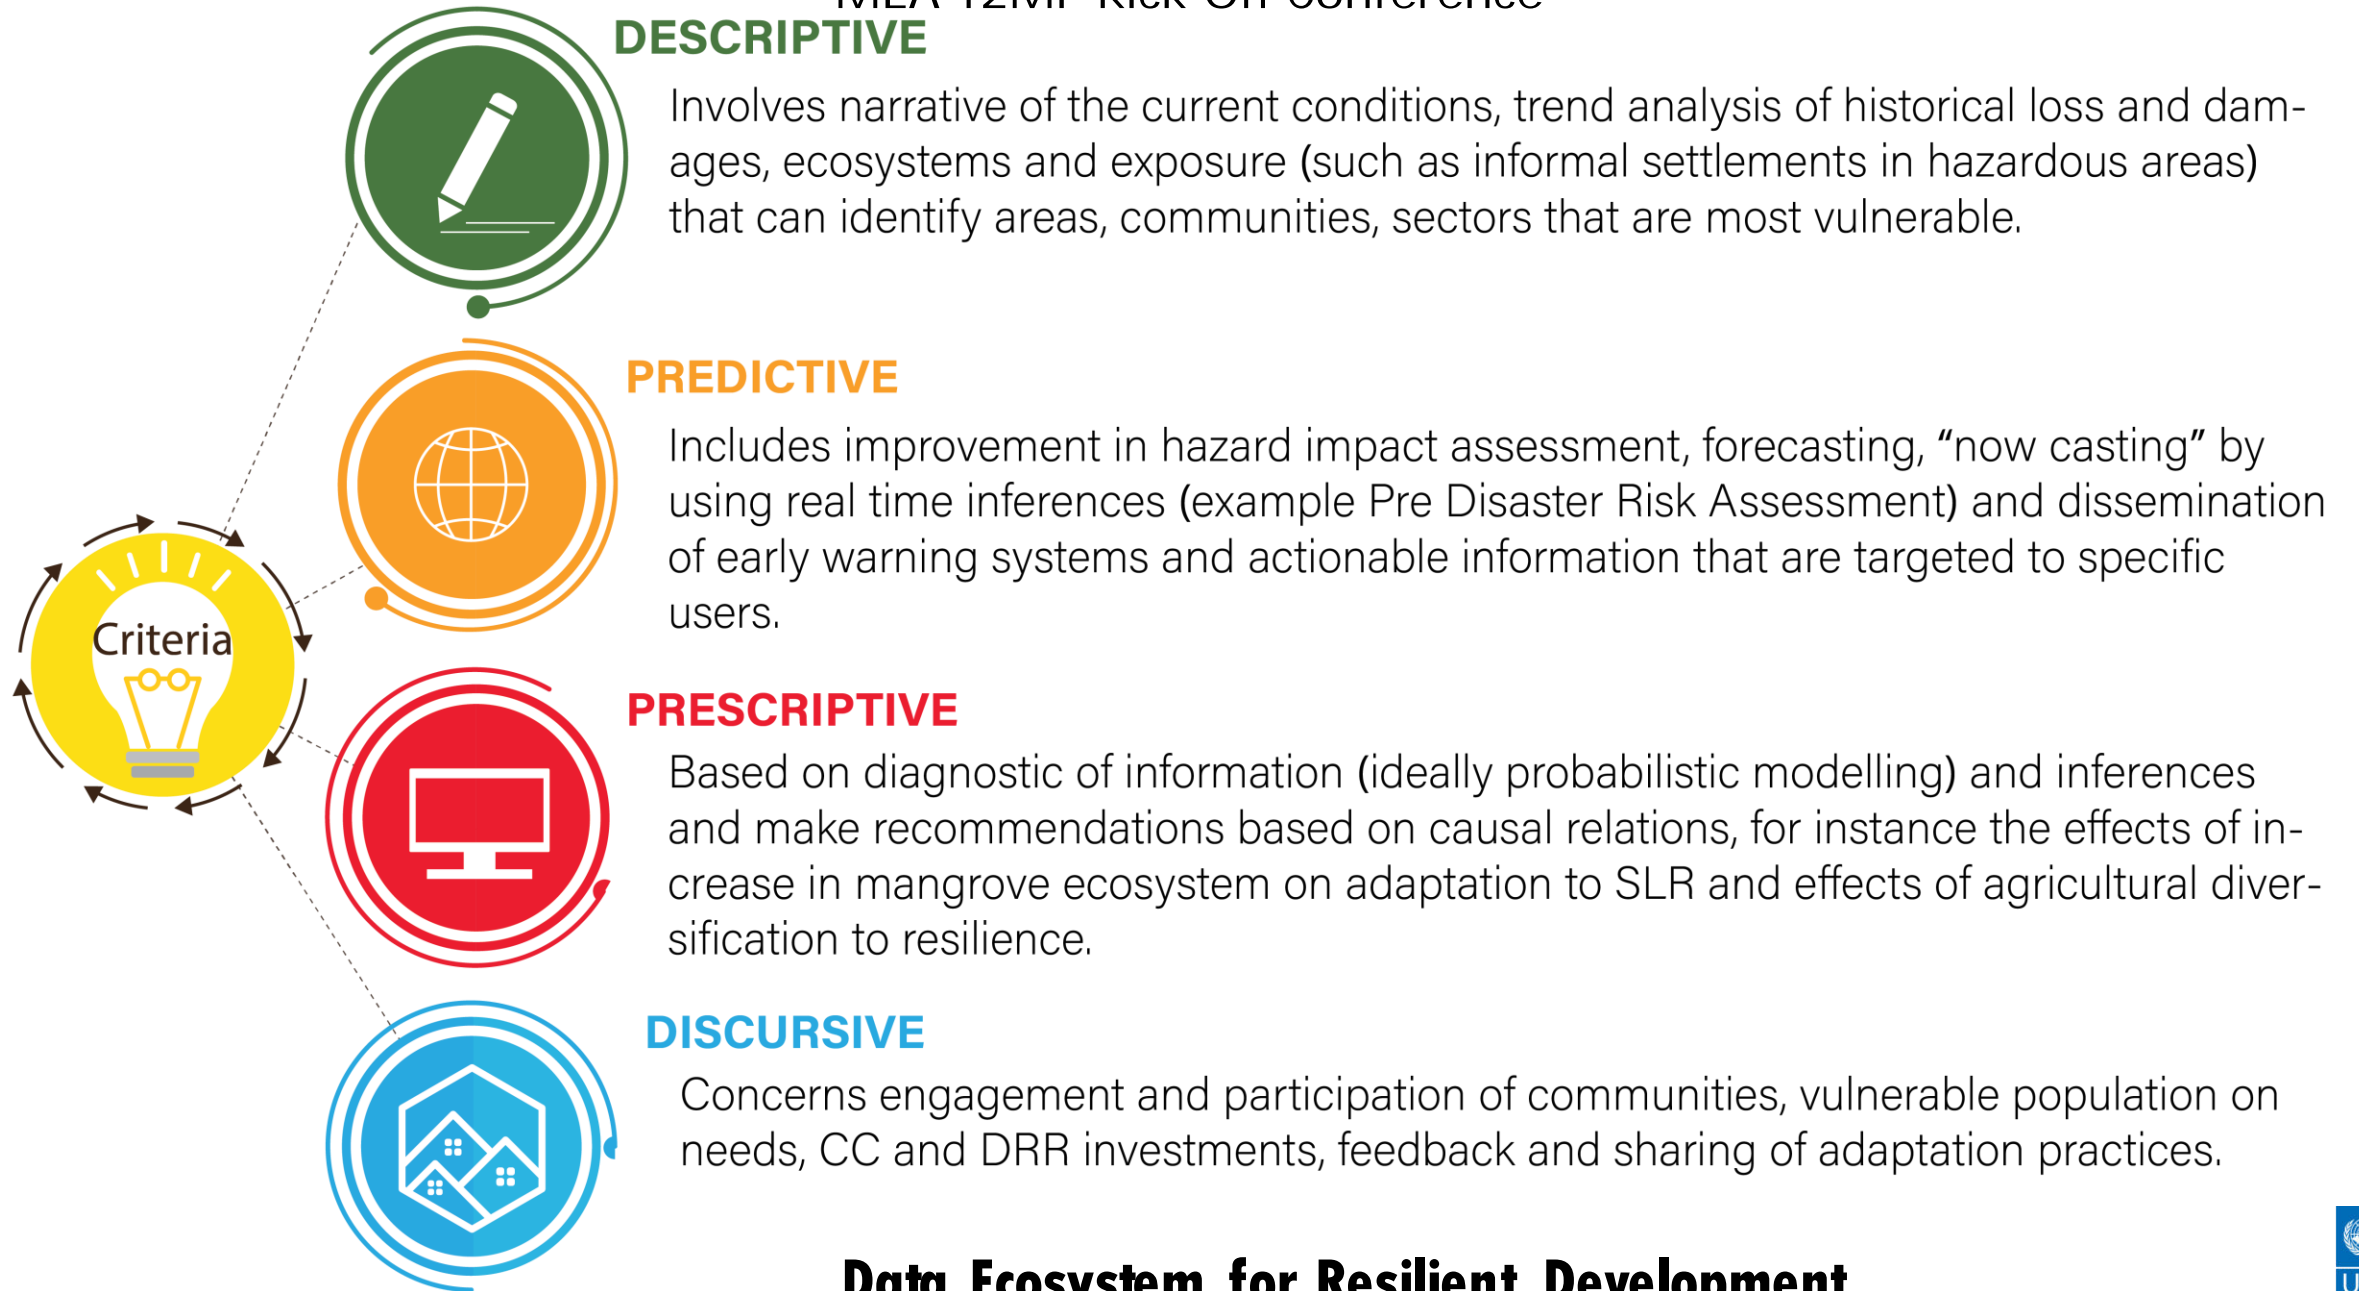 MEA 12MP Kick Off conference
DESCRIPTIVE
Involves narrative of the current conditions, trend analysis of historical loss and dam-
ages, ecosystems and exposure (such as informal settlements in hazardous areas)
that can identify areas, communities, sectors that are most vulnerable.
PREDICTIVE
Includes improvement in hazard impact assessment, forecasting, “now casting” by
using real time inferences (example Pre Disaster Risk Assessment) and dissemination
of early warning systems and actionable information that are targeted to specific
users.
Criteria
PRESCRIPTIVE
Based on diagnostic of information (ideally probabilistic modelling) and inferences
and make recommendations based on causal relations, for instance the effects of in-
crease in mangrove ecosystem on adaptation to SLR and effects of agricultural diver-
sification to resilience.
DISCURSIVE
Concerns engagement and participation of communities, vulnerable population on
needs, CC and DRR investments, feedback and sharing of adaptation practices.
Data Ecosystem for Resilient Development